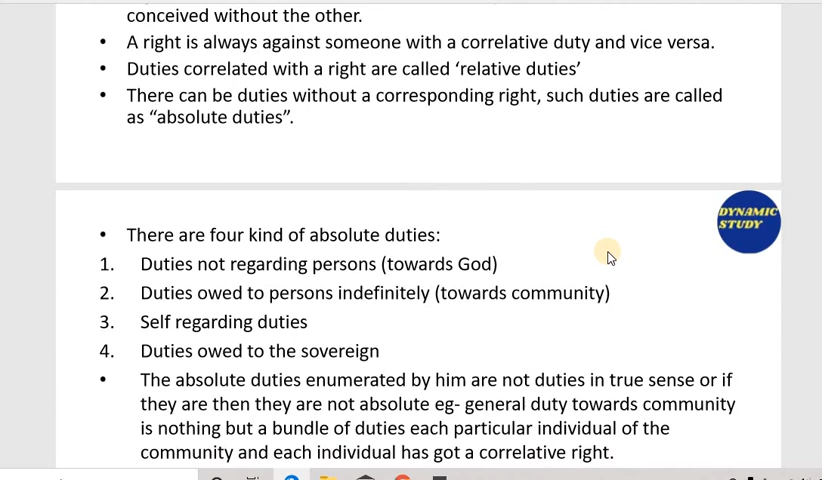 conceived without the other.
• A right is always against someone with a correlative duty and vice versa.
• Duties correlated with a right are called ‘relative duties’
• There can be duties without a corresponding right, such duties are called
as “absolute duties”.
DYNAMIC
STUDY
• There are four kind of absolute duties:
1. Duties not regarding persons (towards God)
2. Duties owed to persons indefinitely (towards community)
3. Self regarding duties
4. Duties owed to the sovereign
• The absolute duties enumerated by him are not duties in true sense or if
they are then they are not absolute eg- general duty towards community
is nothing but a bundle of duties each particular individual of the
community and each individual has got a correlative right.